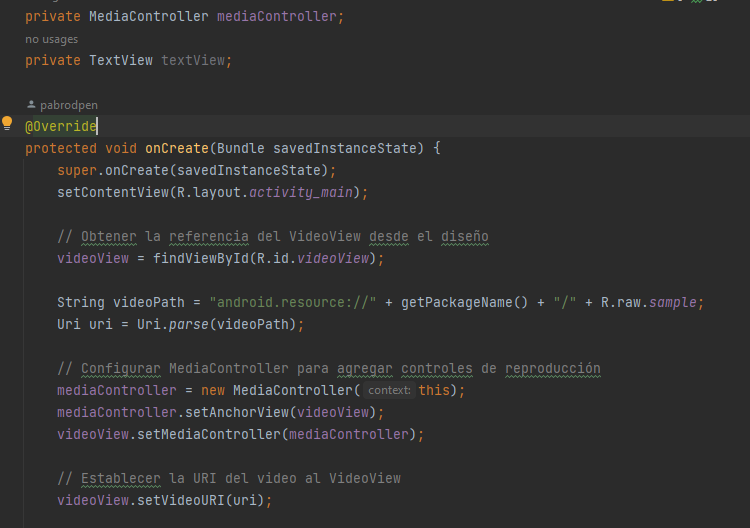 private MediaController mediaController;
no usages
private TextView textView;
pabrodpen
@Override
protected void onCreate(Bundle savedInstanceState) {
super.onCreate(savedInstanceState);
setContentView(R.layout.activity_main);
// Obtener la referencia del VideoView desde el diseño
videoView = findViewById(R.id.videoView);
String videoPath = "android.resource://" + getPackageName() + "/" + R.raw.sample;
Uri uri = Uri.parse(videoPath);
// Configurar MediaController para agregar controles de reproducción
mediaController = new MediaController( context: this);
mediaController.setAnchorView(videoView);
videoView.setMediaController(mediaController);
// Establecer la URI del video al VideoView
videoView.setVideoURI(uri);